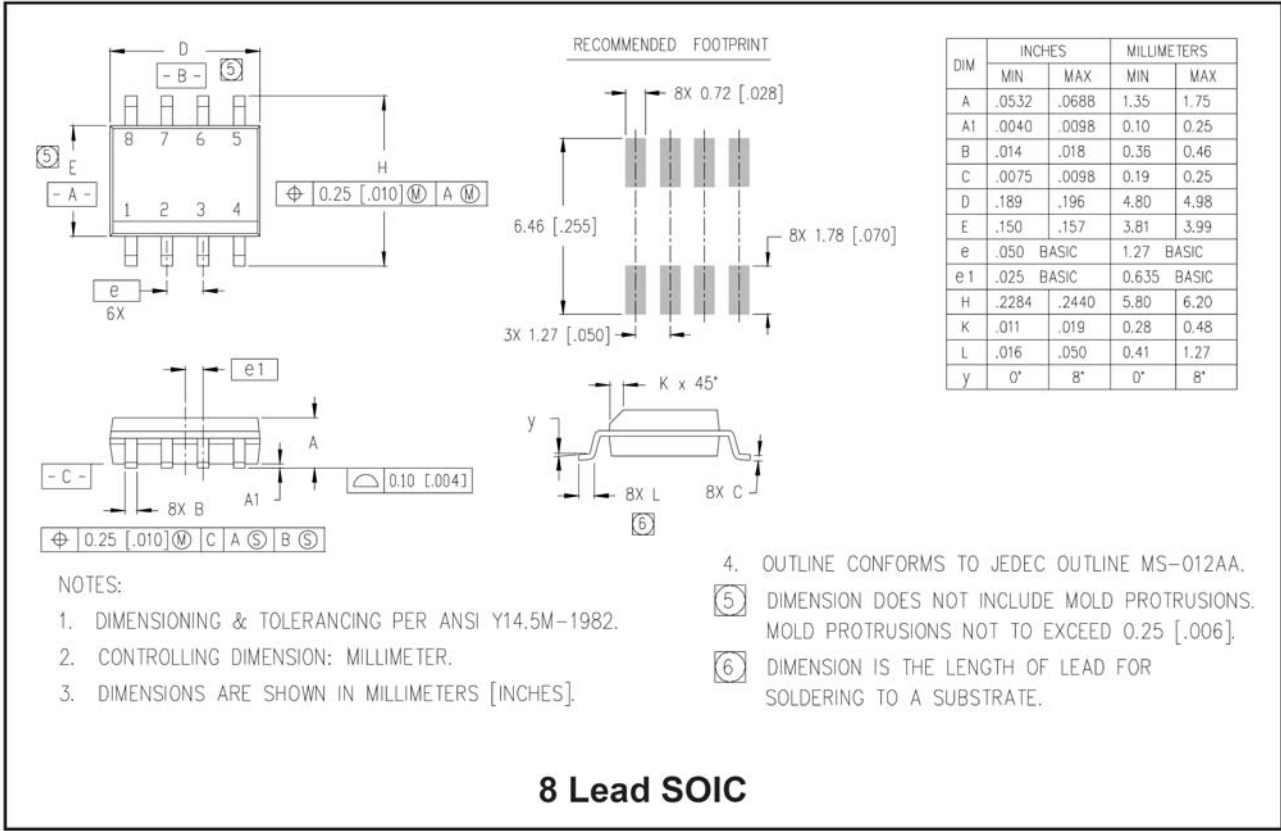 D
- B - 5
8 7 6 5
5 E
- A -
H
⌖ 0.25 [.010] Ⓜ A Ⓜ
1 2 3 4
e
6X
RECOMMENDED FOOTPRINT
8X 0.72 [.028]
6.46 [.255]
8X 1.78 [.070]
3X 1.27 [.050]
DIM INCHES MILLIMETERS
MIN MAX MIN MAX
A .0532 .0688 1.35 1.75
A1 .0040 .0098 0.10 0.25
B .014 .018 0.36 0.46
C .0075 .0098 0.19 0.25
D .189 .196 4.80 4.98
E .150 .157 3.81 3.99
e .050 BASIC 1.27 BASIC
e1 .025 BASIC 0.635 BASIC
H .2284 .2440 5.80 6.20
K .011 .019 0.28 0.48
L .016 .050 0.41 1.27
y 0° 8° 0° 8°
e1
A
- C -
8X B
A1
⌓ 0.10 [.004]
⌖ 0.25 [.010] Ⓜ C A Ⓢ B Ⓢ
K x 45°
y
8X L
8X C
6
NOTES:
1. DIMENSIONING & TOLERANCING PER ANSI Y14.5M-1982.
2. CONTROLLING DIMENSION: MILLIMETER.
3. DIMENSIONS ARE SHOWN IN MILLIMETERS [INCHES].
4. OUTLINE CONFORMS TO JEDEC OUTLINE MS-012AA.
5 DIMENSION DOES NOT INCLUDE MOLD PROTRUSIONS.
MOLD PROTRUSIONS NOT TO EXCEED 0.25 [.006].
6 DIMENSION IS THE LENGTH OF LEAD FOR
SOLDERING TO A SUBSTRATE.
8 Lead SOIC